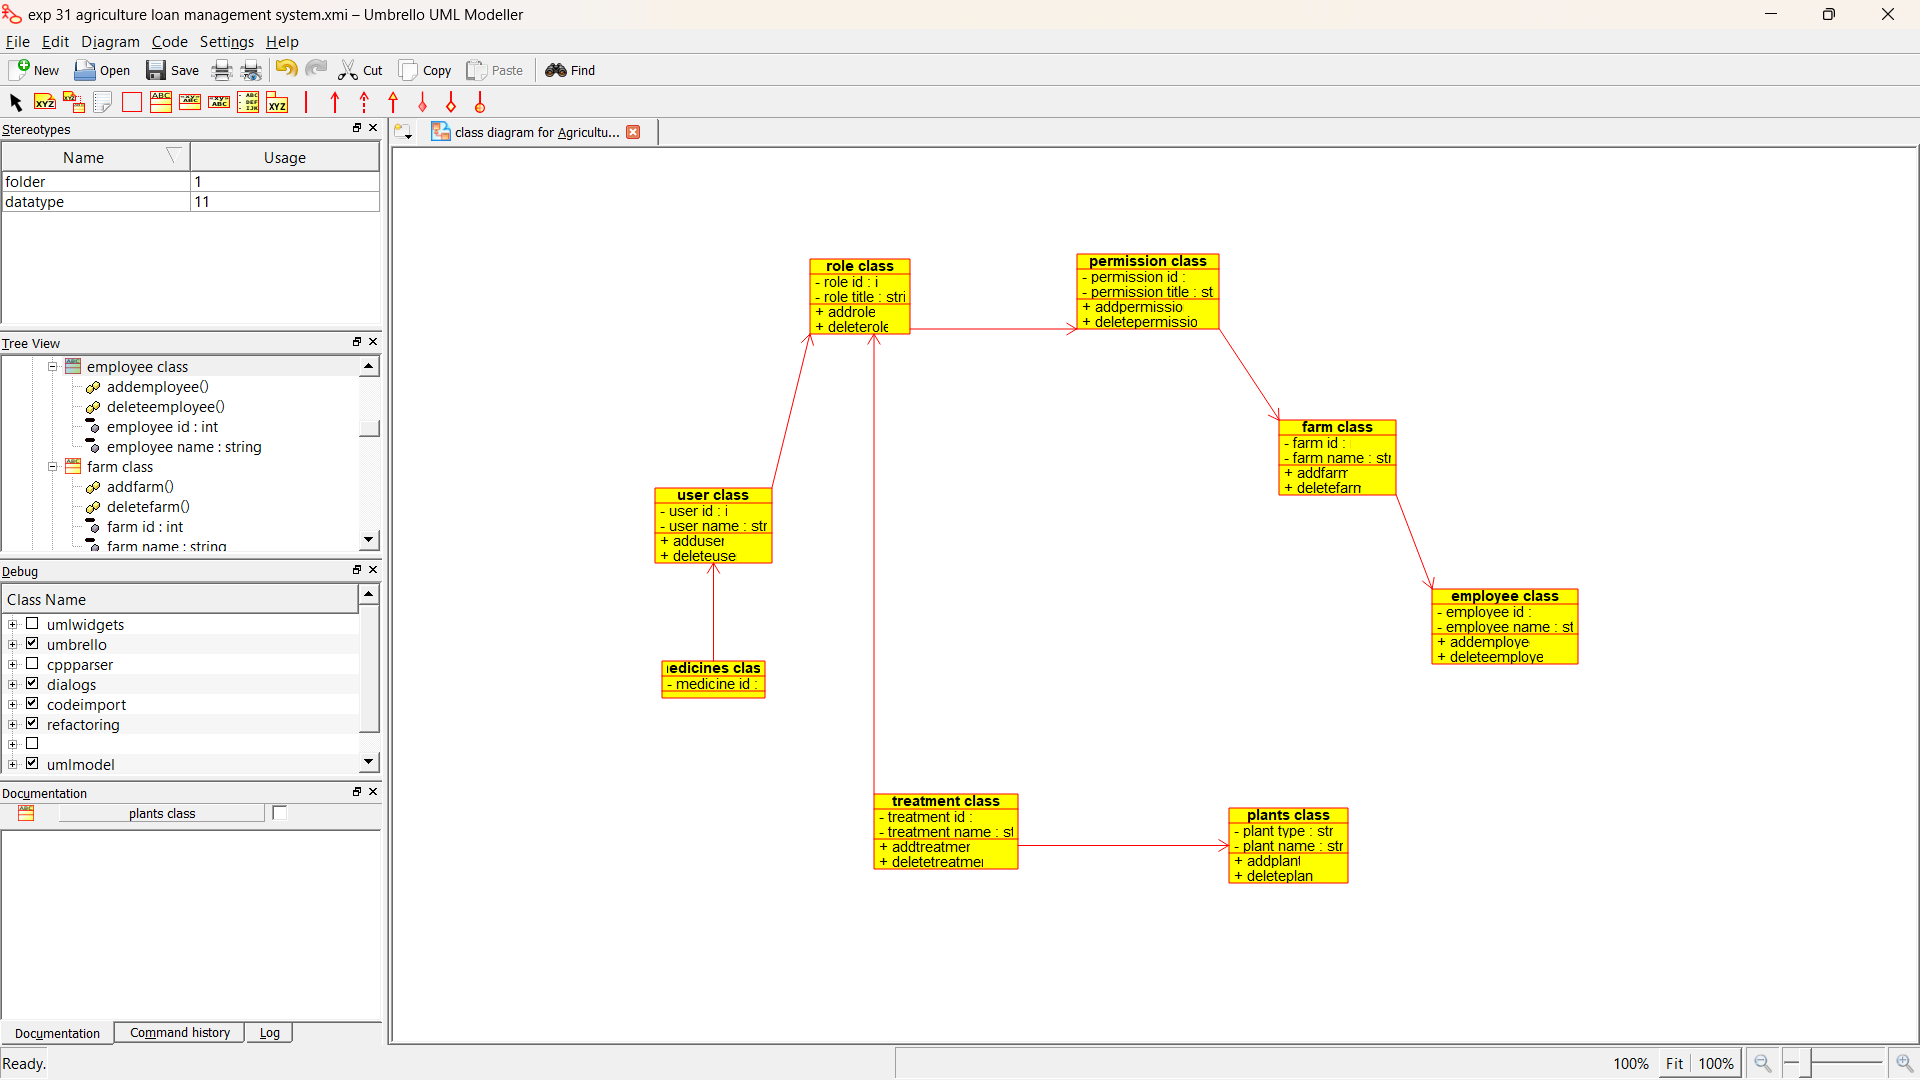 exp 31 agriculture loan management system.xmi – Umbrello UML Modeller
File Edit Diagram Code Settings Help
New Open Save Cut Copy Paste Find
Stereotypes
Name Usage
folder 1
datatype 11
Tree View
employee class
addemployee()
deleteemployee()
employee id : int
employee name : string
farm class
addfarm()
deletefarm()
farm id : int
farm name : string
Debug
Class Name
umlwidgets
umbrello
cppparser
dialogs
codeimport
refactoring
umlmodel
Documentation
plants class
Documentation Command history Log
Ready.
class diagram for Agricultu...
role class
- role id : i
- role title : stri
+ addrole
+ deleterole
permission class
- permission id :
- permission title : st
+ addpermissio
+ deletepermissio
farm class
- farm id :
- farm name : str
+ addfarm
+ deletefarm
user class
- user id : i
- user name : str
+ adduser
+ deleteuse
employee class
- employee id :
- employee name : st
+ addemploye
+ deleteemploye
edicines clas
- medicine id :
treatment class
- treatment id :
- treatment name : st
+ addtreatmer
+ deletetreatmer
plants class
- plant type : str
- plant name : str
+ addplant
+ deleteplan
100% Fit 100%